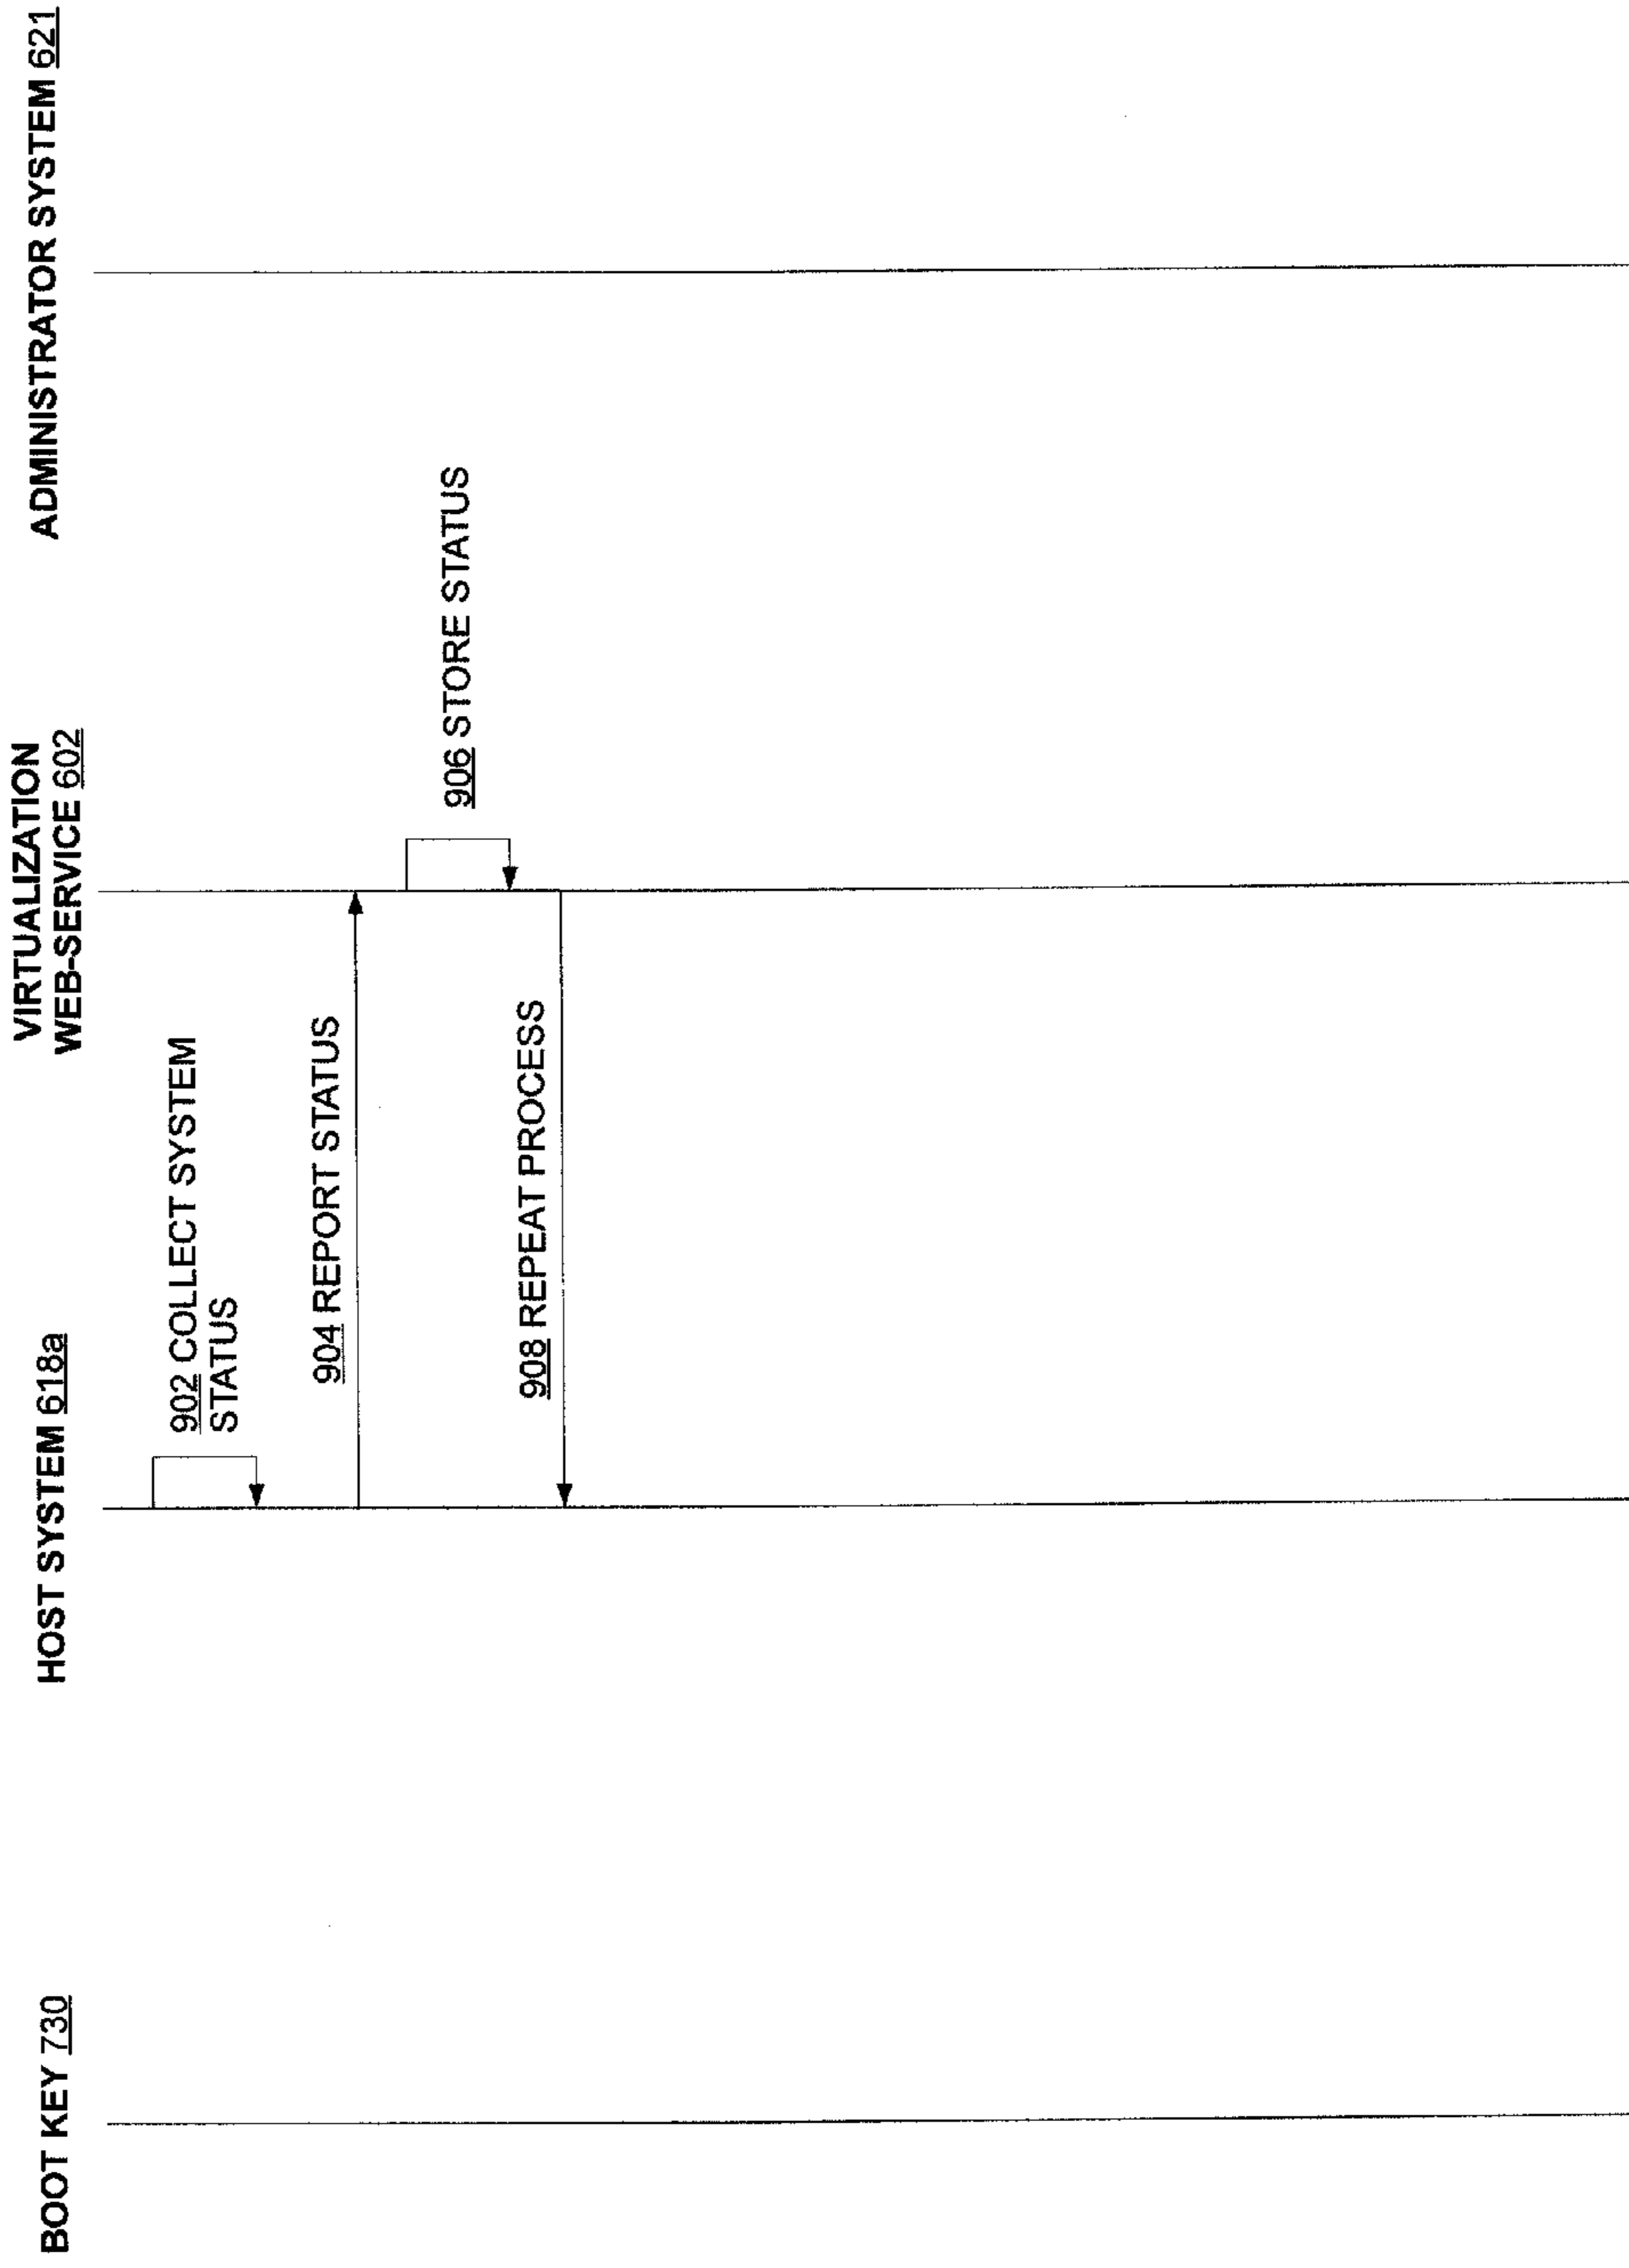 BOOT KEY 730
HOST SYSTEM 618a
VIRTUALIZATION
WEB-SERVICE 602
ADMINISTRATOR SYSTEM 621
902 COLLECT SYSTEM
STATUS
904 REPORT STATUS
906 STORE STATUS
908 REPEAT PROCESS